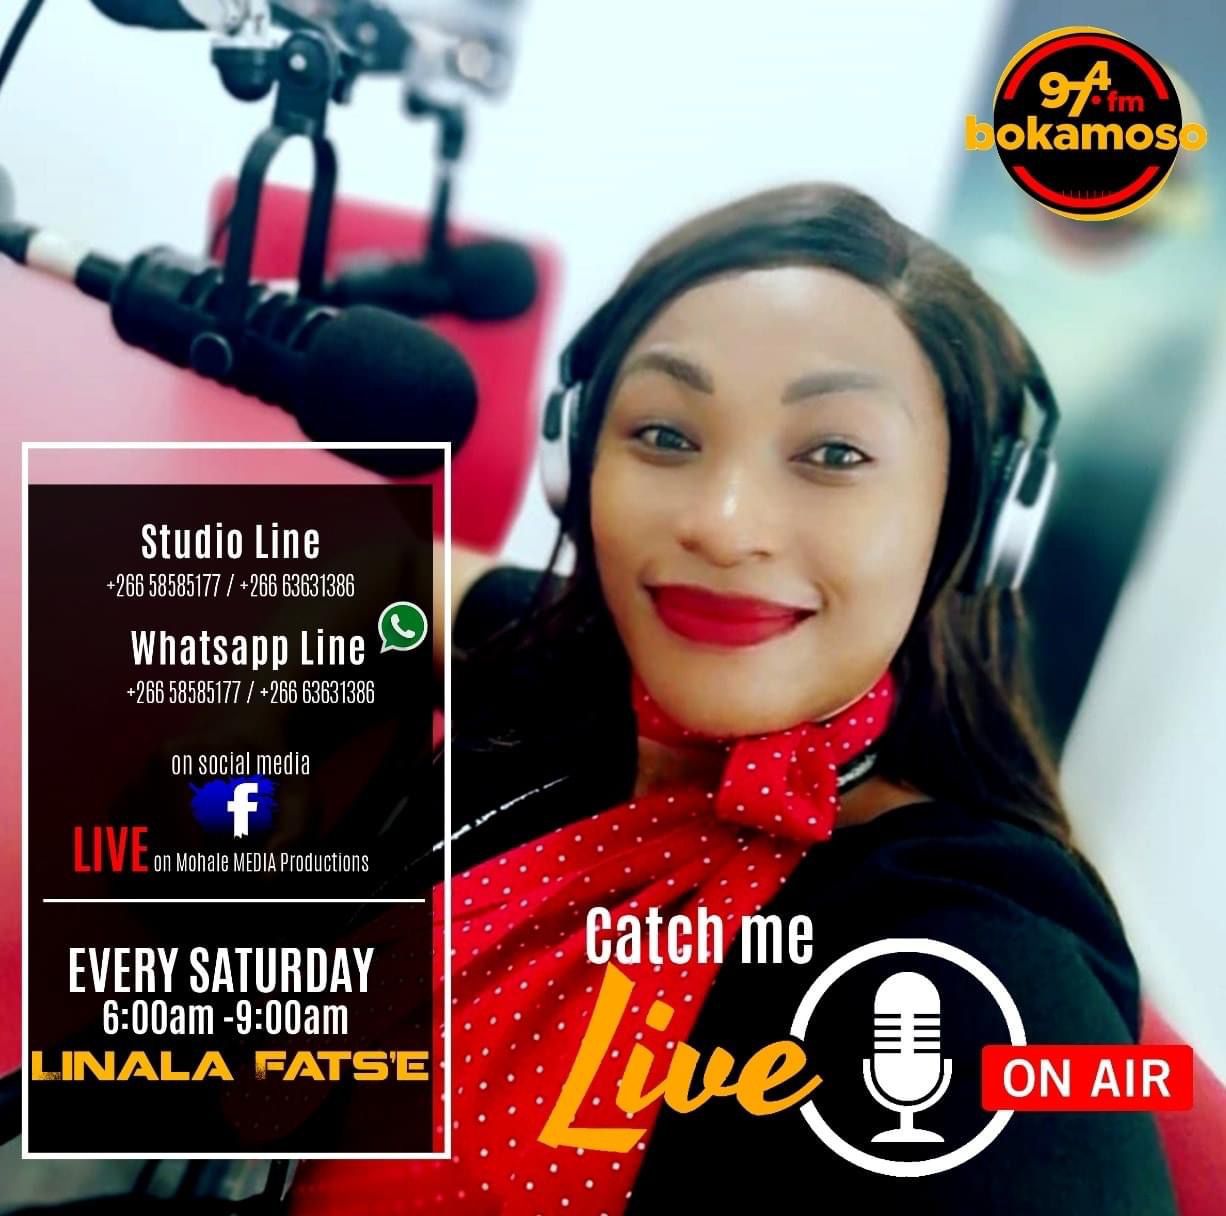 97.4 fm
bokamoso
Studio Line
+266 58585177 / +266 63631386
Whatsapp Line
+266 58585177 / +266 63631386
on social media
f
LIVE on Mohale MEDIA Productions
EVERY SATURDAY
6:00am -9:00am
LINALA FATS'E
Catch me
Live
ON AIR